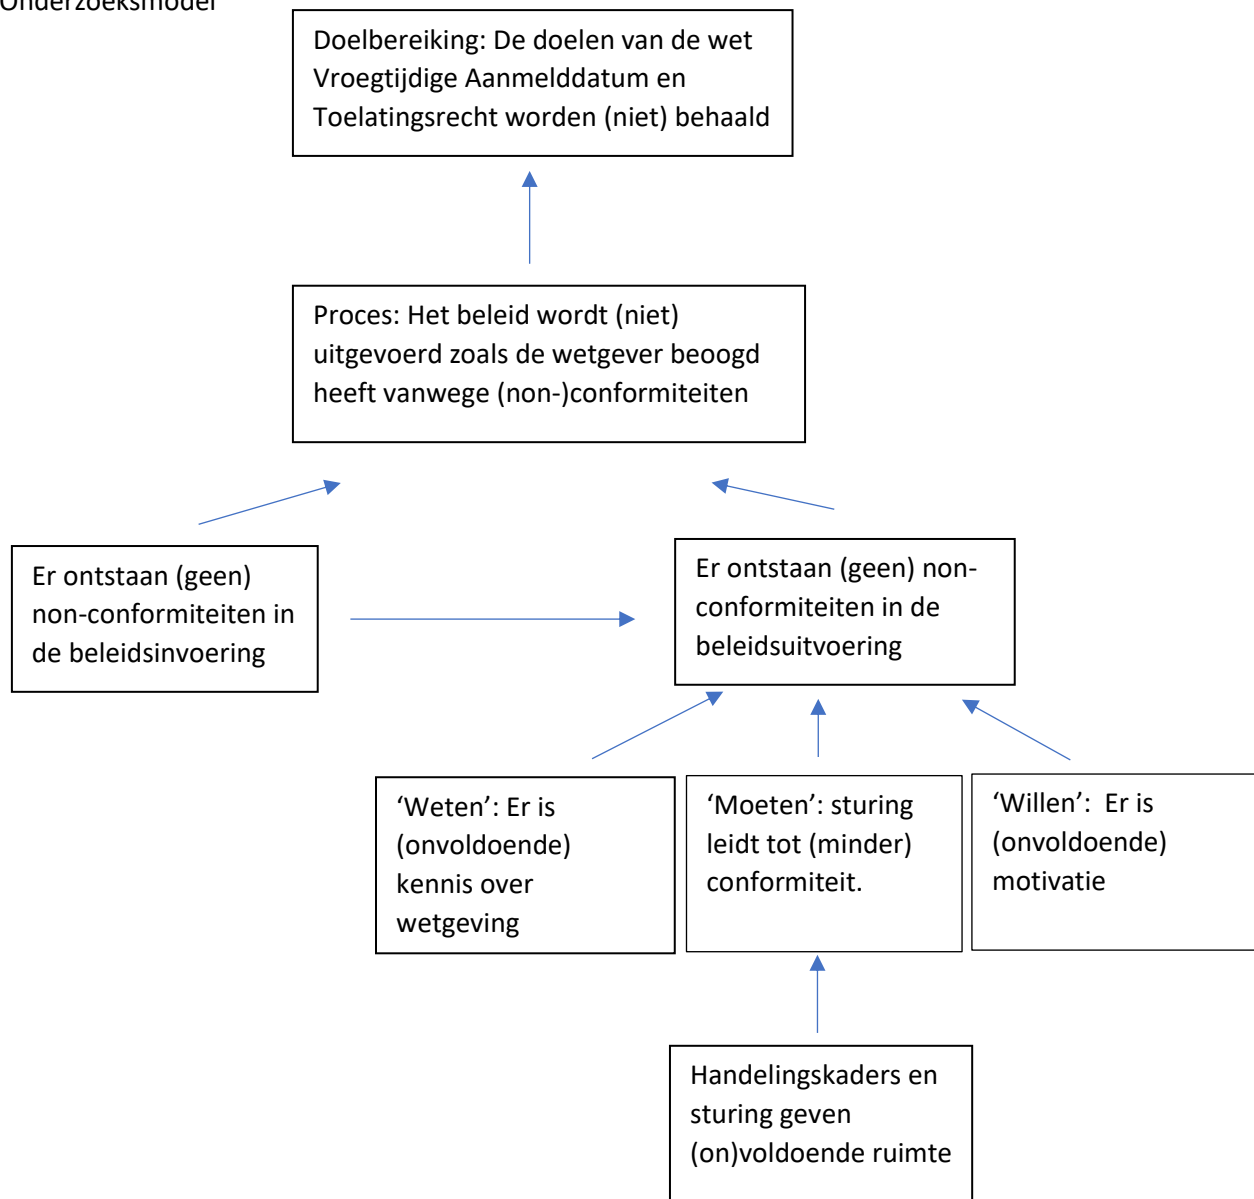 Onderzoeksmodel
Doelbereiking: De doelen van de wet
Vroegtijdige Aanmelddatum en
Toelatingsrecht worden (niet) behaald
Proces: Het beleid wordt (niet)
uitgevoerd zoals de wetgever beoogd
heeft vanwege (non-)conformiteiten
Er ontstaan (geen)
non-conformiteiten in
de beleidsinvoering
Er ontstaan (geen) non-
conformiteiten in de
beleidsuitvoering
‘Weten’: Er is
(onvoldoende)
kennis over
wetgeving
‘Moeten’: sturing
leidt tot (minder)
conformiteit.
‘Willen’:  Er is
(onvoldoende)
motivatie
Handelingskaders en
sturing geven
(on)voldoende ruimte